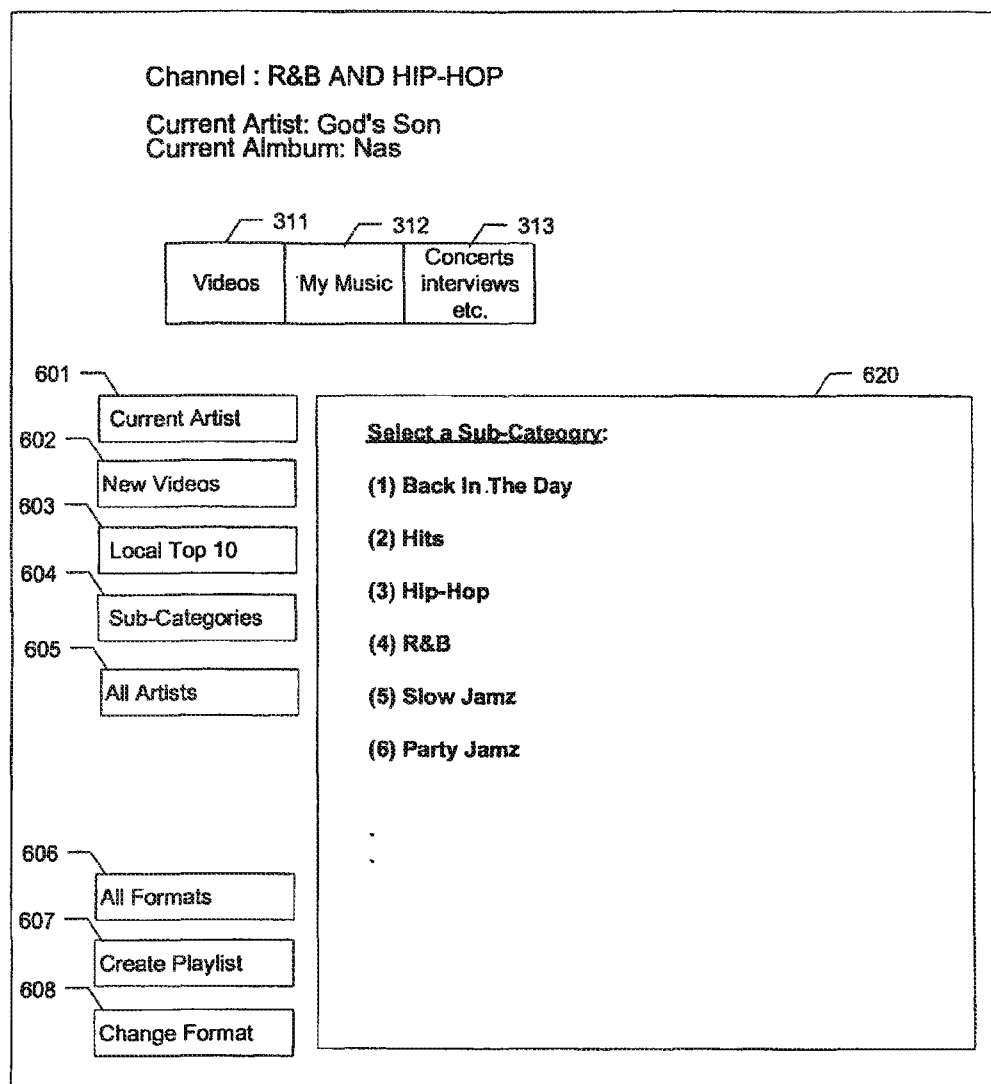 Channel : R&B AND HIP-HOP
Current Artist: God's Son
Current Almbum: Nas
311
312
313
Videos
My Music
Concerts
interviews
etc.
601
Current Artist
602
New Videos
603
Local Top 10
604
Sub-Categories
605
All Artists
606
All Formats
607
Create Playlist
608
Change Format
620
Select a Sub-Cateogry:
(1) Back In The Day
(2) Hits
(3) Hip-Hop
(4) R&B
(5) Slow Jamz
(6) Party Jamz
.
.